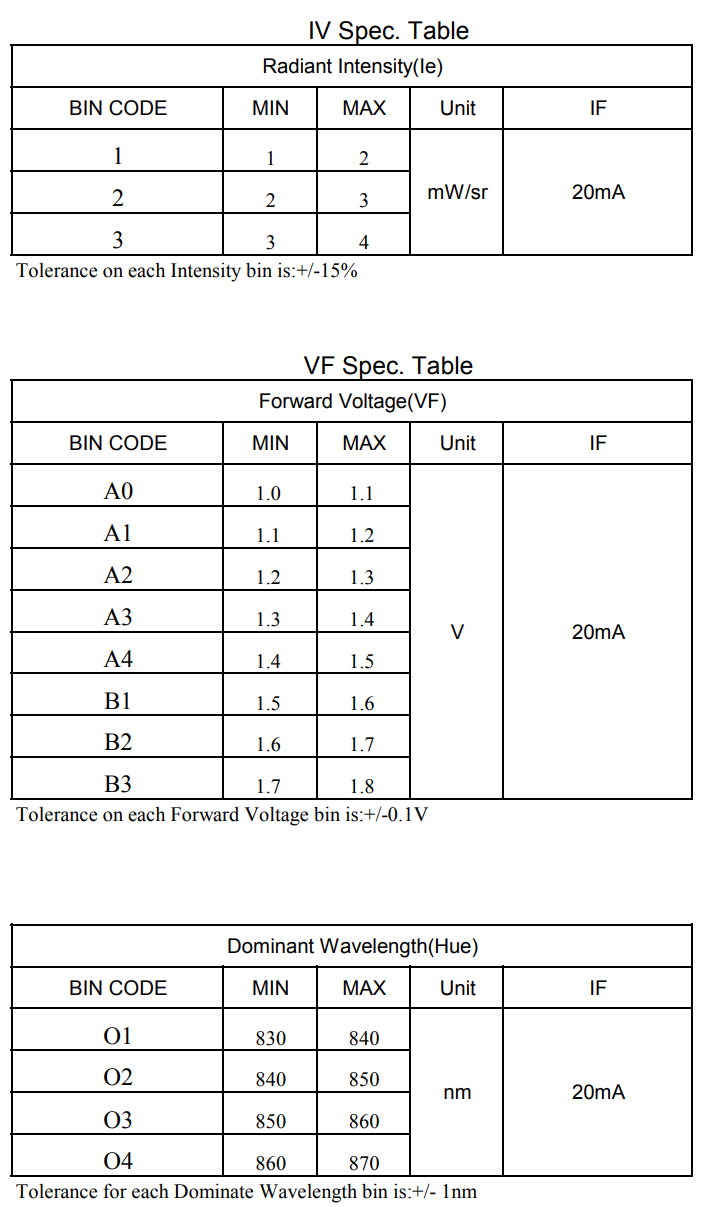 IV Spec. Table
Radiant Intensity(Ie)
BIN CODE MIN MAX Unit IF
1 1 2
2 2 3 mW/sr 20mA
3 3 4
Tolerance on each Intensity bin is:+/-15%
VF Spec. Table
Forward Voltage(VF)
BIN CODE MIN MAX Unit IF
A0 1.0 1.1
A1 1.1 1.2
A2 1.2 1.3
A3 1.3 1.4
V 20mA
A4 1.4 1.5
B1 1.5 1.6
B2 1.6 1.7
B3 1.7 1.8
Tolerance on each Forward Voltage bin is:+/-0.1V
Dominant Wavelength(Hue)
BIN CODE MIN MAX Unit IF
O1 830 840
O2 840 850
nm 20mA
O3 850 860
O4 860 870
Tolerance for each Dominate Wavelength bin is:+/- 1nm